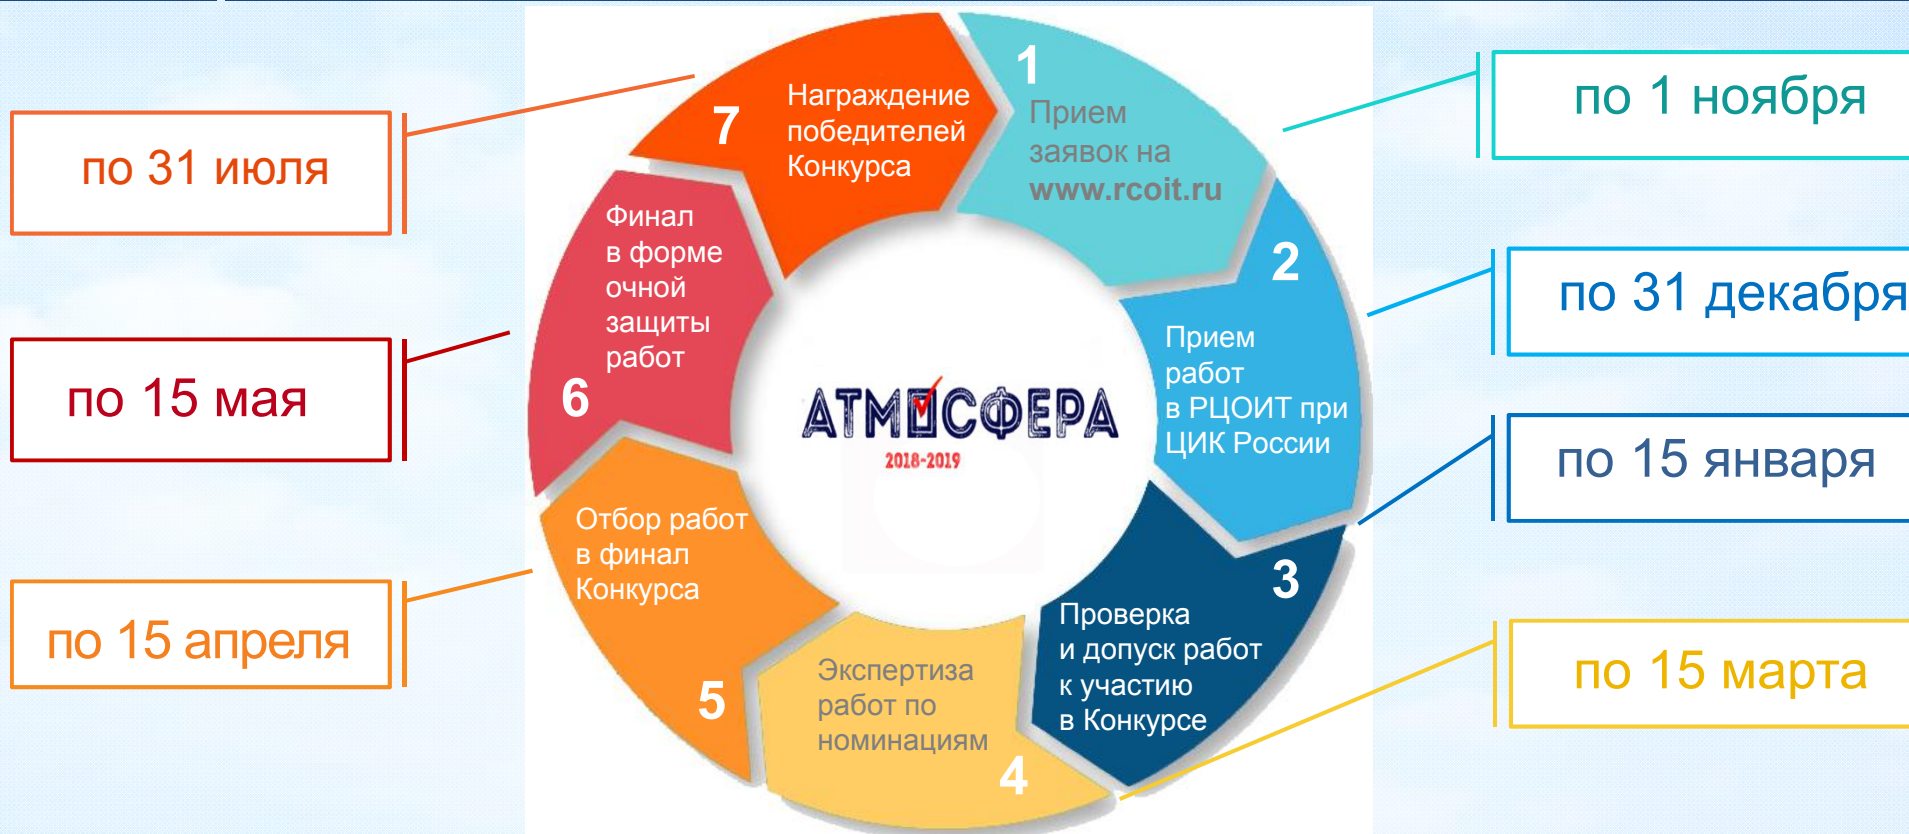 1
Прием
заявок на
www.rcoit.ru
по 1 ноября
2
Прием
работ
в РЦОИТ при
ЦИК России
по 31 декабря
3
Проверка
и допуск работ
к участию
в Конкурсе
по 15 января
4
Экспертиза
работ по
номинациям
по 15 марта
5
Отбор работ
в финал
Конкурса
по 15 апреля
6
Финал
в форме
очной
защиты
работ
по 15 мая
7
Награждение
победителей
Конкурса
по 31 июля
АТМОСФЕРА
2018-2019